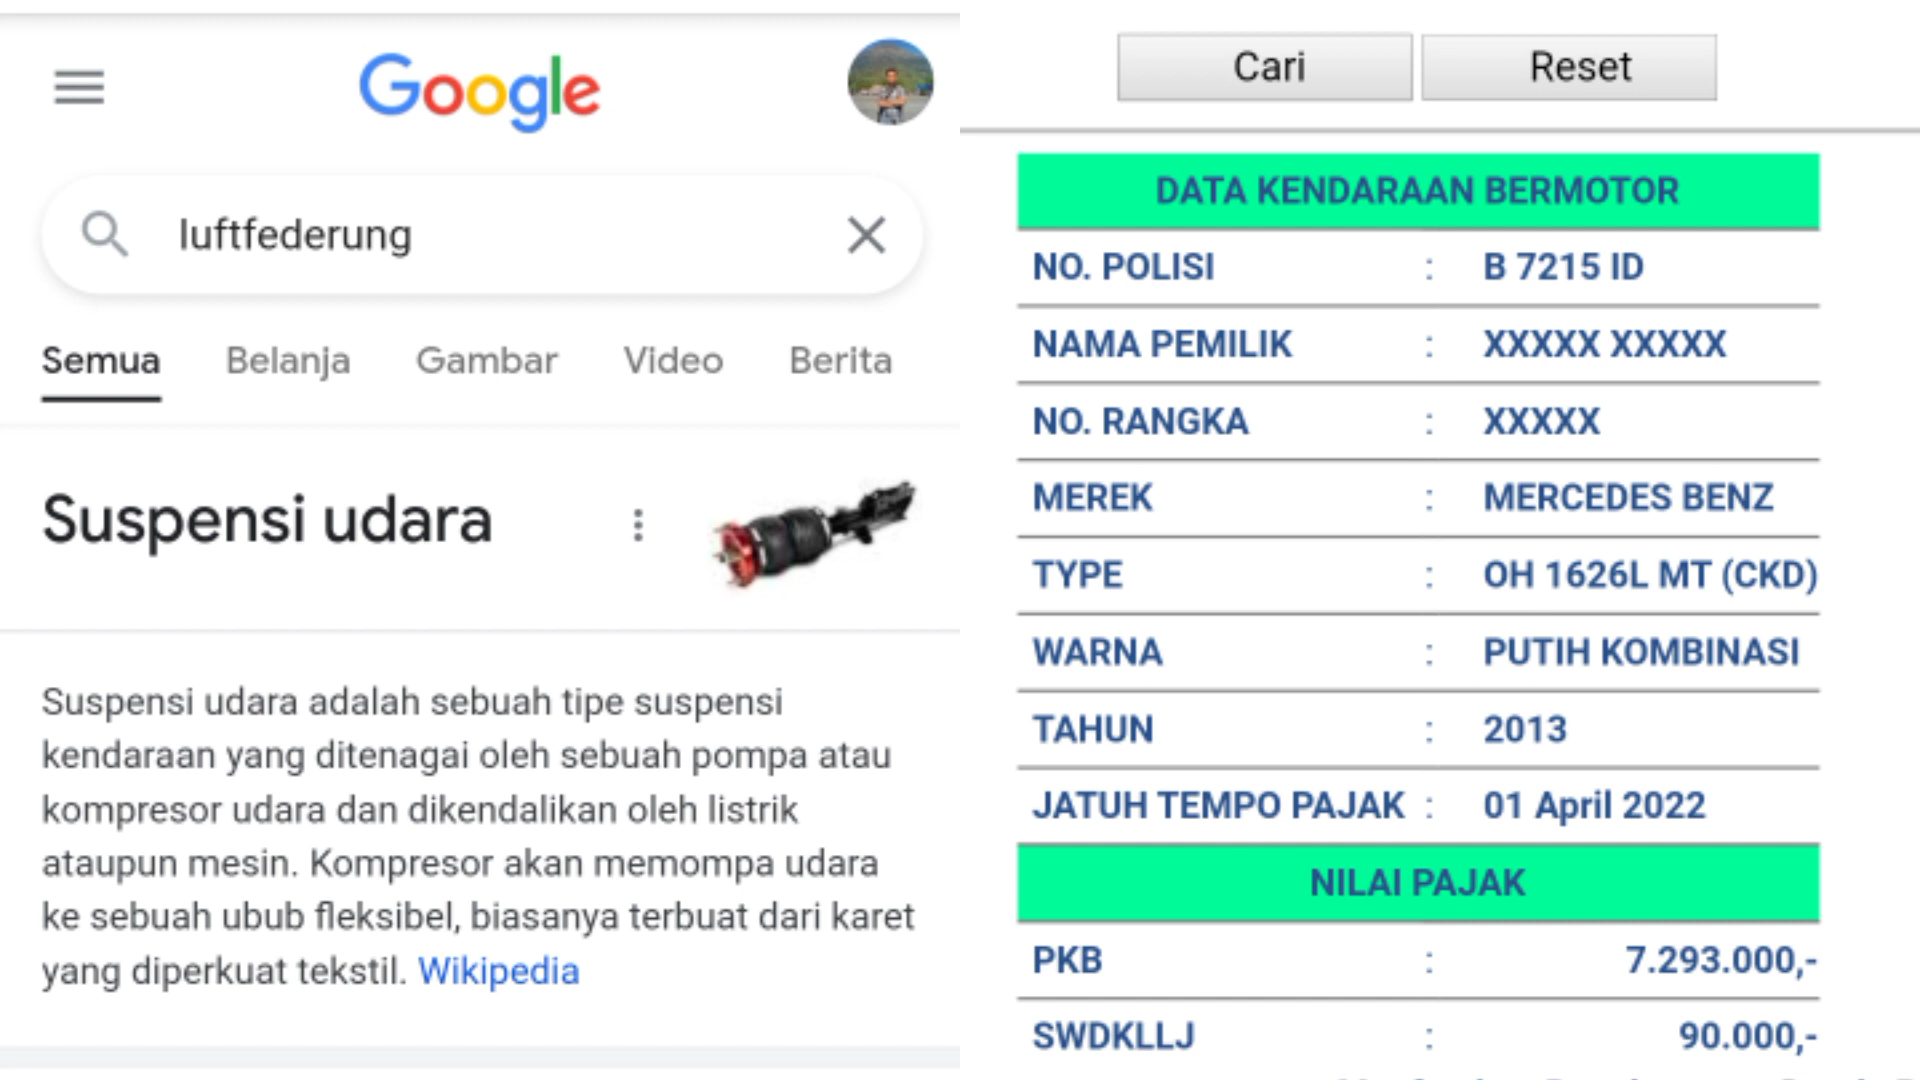 Google
luftfederung
Semua Belanja Gambar Video Berita
Suspensi udara
Suspensi udara adalah sebuah tipe suspensi
kendaraan yang ditenagai oleh sebuah pompa atau
kompresor udara dan dikendalikan oleh listrik
ataupun mesin. Kompresor akan memompa udara
ke sebuah ubub fleksibel, biasanya terbuat dari karet
yang diperkuat tekstil. Wikipedia
Cari Reset
DATA KENDARAAN BERMOTOR
NO. POLISI : B 7215 ID
NAMA PEMILIK : XXXXX XXXXX
NO. RANGKA : XXXXX
MEREK : MERCEDES BENZ
TYPE : OH 1626L MT (CKD)
WARNA : PUTIH KOMBINASI
TAHUN : 2013
JATUH TEMPO PAJAK : 01 April 2022
NILAI PAJAK
PKB : 7.293.000,-
SWDKLLJ : 90.000,-